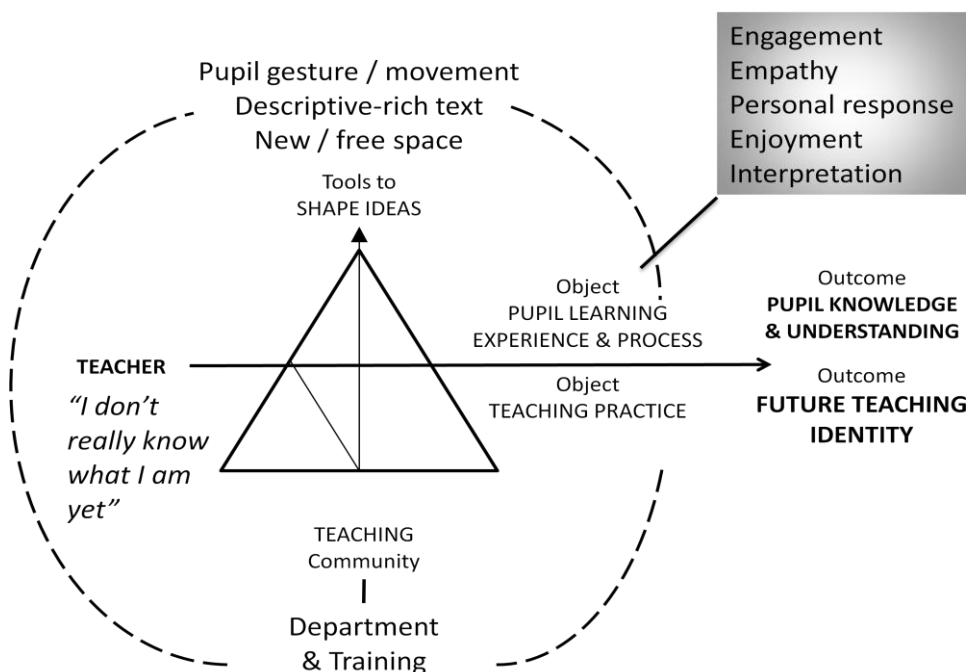 Engagement
Empathy
Personal response
Enjoyment
Interpretation
Pupil gesture / movement
Descriptive-rich text
New / free space
Tools to
SHAPE IDEAS
Object
PUPIL LEARNING
EXPERIENCE & PROCESS
Outcome
PUPIL KNOWLEDGE
& UNDERSTANDING
TEACHER
“I don’t
really know
what I am
yet”
Object
TEACHING PRACTICE
Outcome
FUTURE TEACHING
IDENTITY
TEACHING
Community
Department
& Training